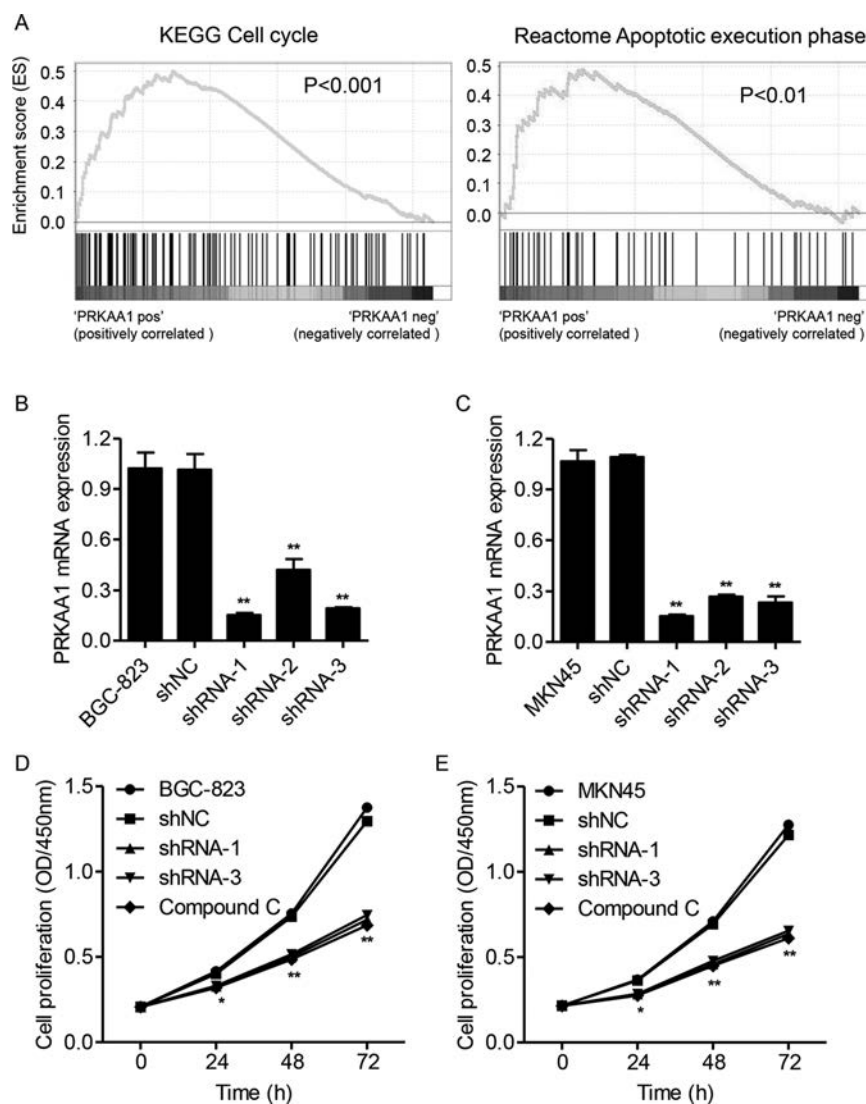 A
KEGG Cell cycle
Reactome Apoptotic execution phase
Enrichment score (ES)
0.5
0.4
0.3
0.2
0.1
0.0
P<0.001
0.5
0.4
0.3
0.2
0.1
0.0
P<0.01
'PRKAA1 pos'
(positively correlated )
'PRKAA1 neg'
(negatively correlated )
'PRKAA1 pos'
(positively correlated )
'PRKAA1 neg'
(negatively correlated )
B
PRKAA1 mRNA expression
1.2
0.9
0.6
0.3
0.0
** ** **
BGC-823 shNC shRNA-1 shRNA-2 shRNA-3
C
PRKAA1 mRNA expression
1.2
0.9
0.6
0.3
0.0
** ** **
MKN45 shNC shRNA-1 shRNA-2 shRNA-3
D
Cell proliferation (OD/450nm)
1.5
1.0
0.5
0.0
BGC-823
shNC
shRNA-1
shRNA-3
Compound C
* ** **
0 24 48 72
Time (h)
E
Cell proliferation (OD/450nm)
1.5
1.0
0.5
0.0
MKN45
shNC
shRNA-1
shRNA-3
Compound C
* ** **
0 24 48 72
Time (h)